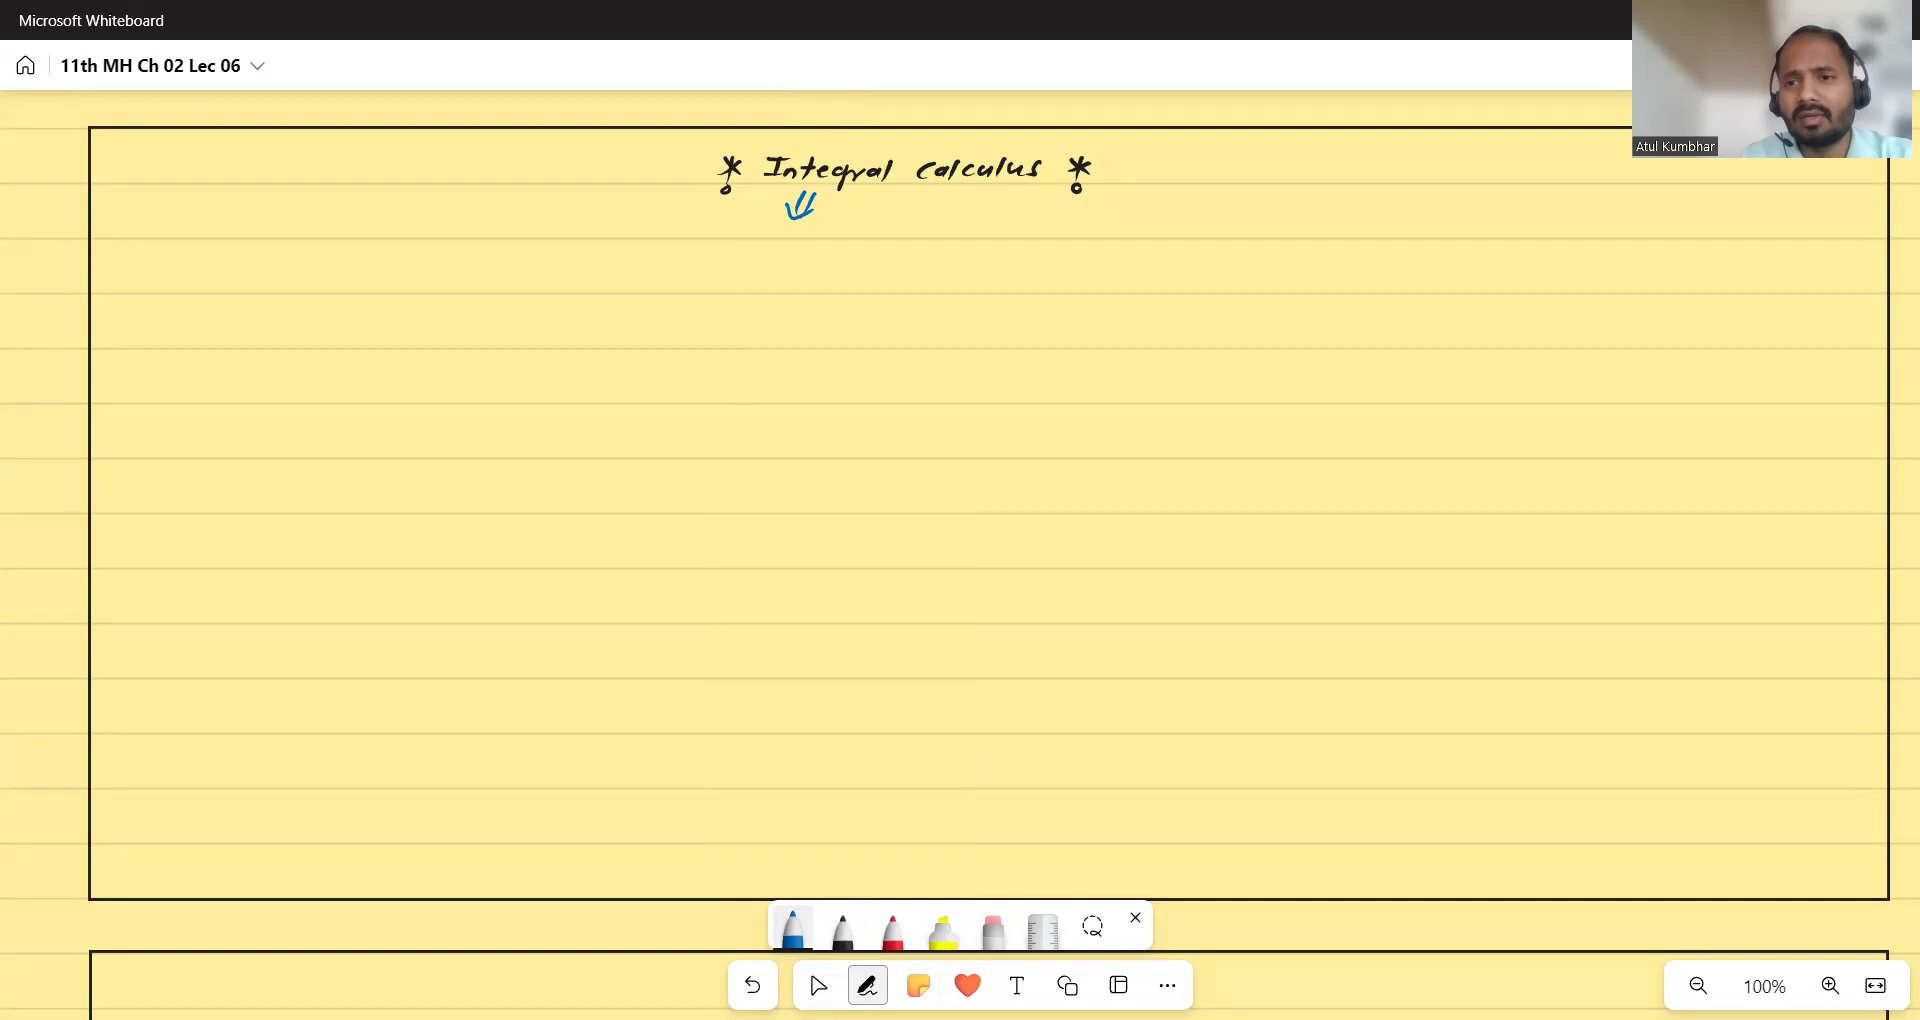 Microsoft Whiteboard
11th MH Ch 02 Lec 06
Atul Kumbhar
* Integral calculus *
100%